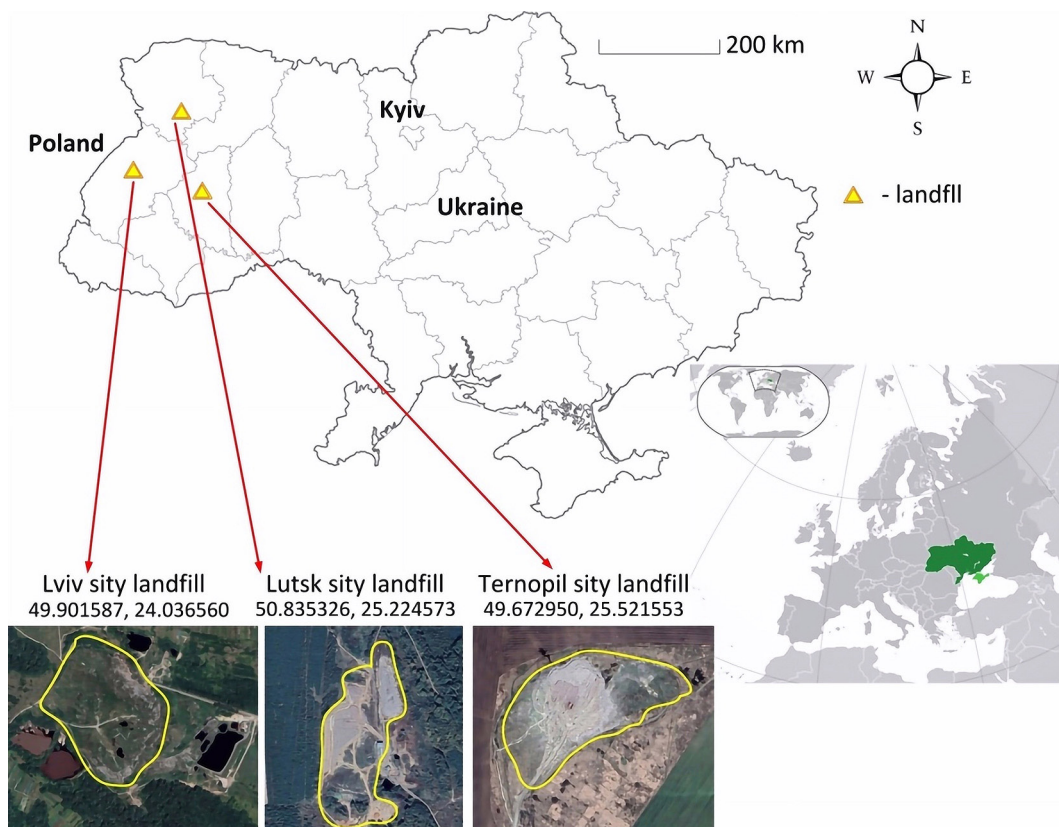 200 km
N
W
E
S
Kyiv
Poland
Ukraine
- landfll
Lviv sity landfill
49.901587, 24.036560
Lutsk sity landfill
50.835326, 25.224573
Ternopil sity landfill
49.672950, 25.521553